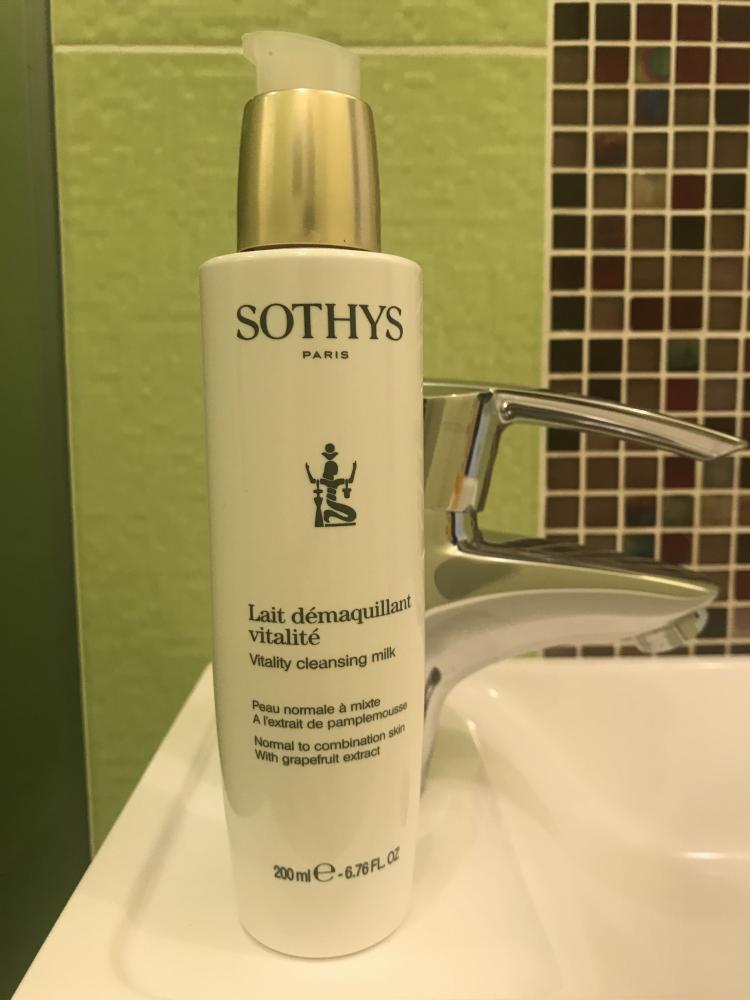 SOTHYS
PARIS
Lait démaquillant
vitalité
Vitality cleansing milk
Peau normale à mixte
A l'extrait de pamplemousse
Normal to combination skin
With grapefruit extract
200 ml ℮ - 6.76 FL. OZ